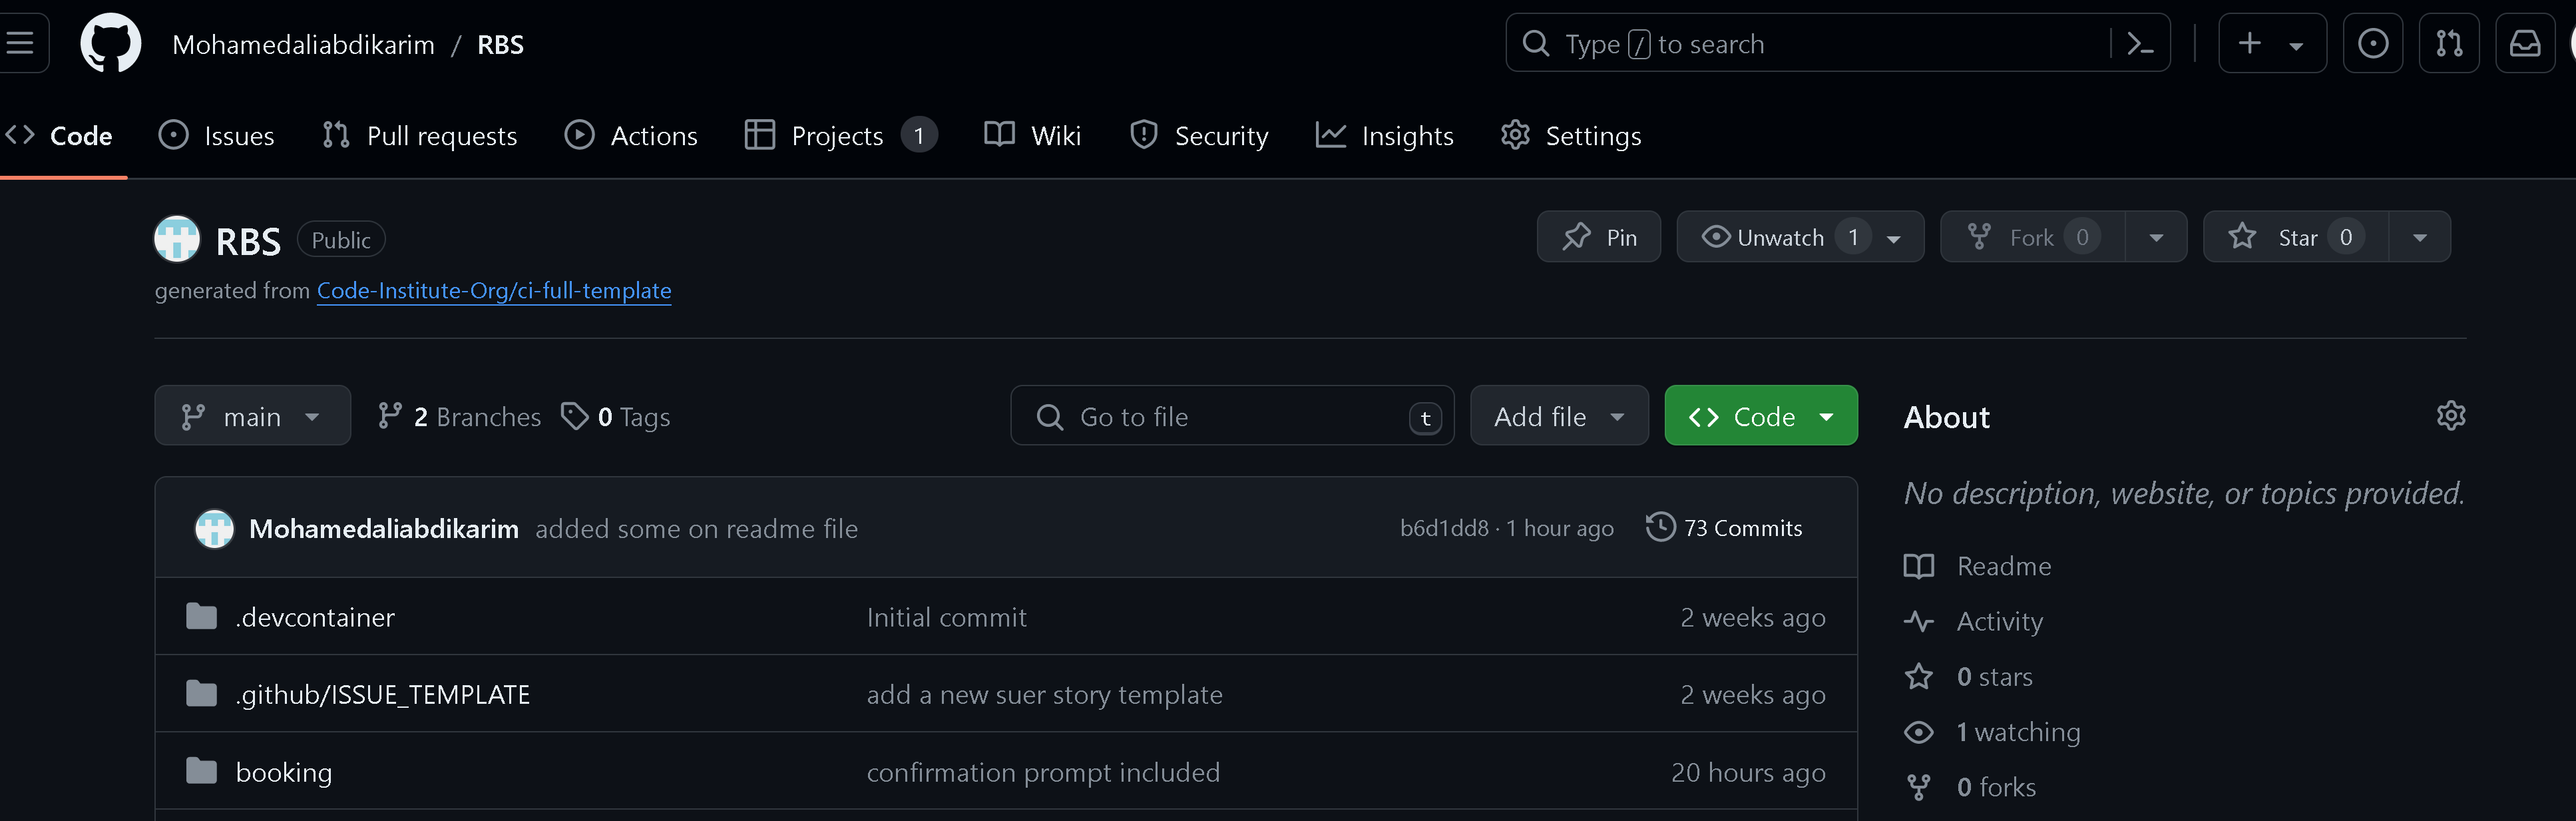 Mohamedaliabdikarim / RBS
Type / to search
Code Issues Pull requests Actions Projects 1 Wiki Security Insights Settings
RBS Public
Pin Unwatch 1 Fork 0 Star 0
generated from Code-Institute-Org/ci-full-template
main 2 Branches 0 Tags
Go to file t Add file Code
About
No description, website, or topics provided.
Mohamedaliabdikarim added some on readme file b6d1dd8 · 1 hour ago 73 Commits
.devcontainer Initial commit 2 weeks ago
.github/ISSUE_TEMPLATE add a new suer story template 2 weeks ago
booking confirmation prompt included 20 hours ago
Readme
Activity
0 stars
1 watching
0 forks